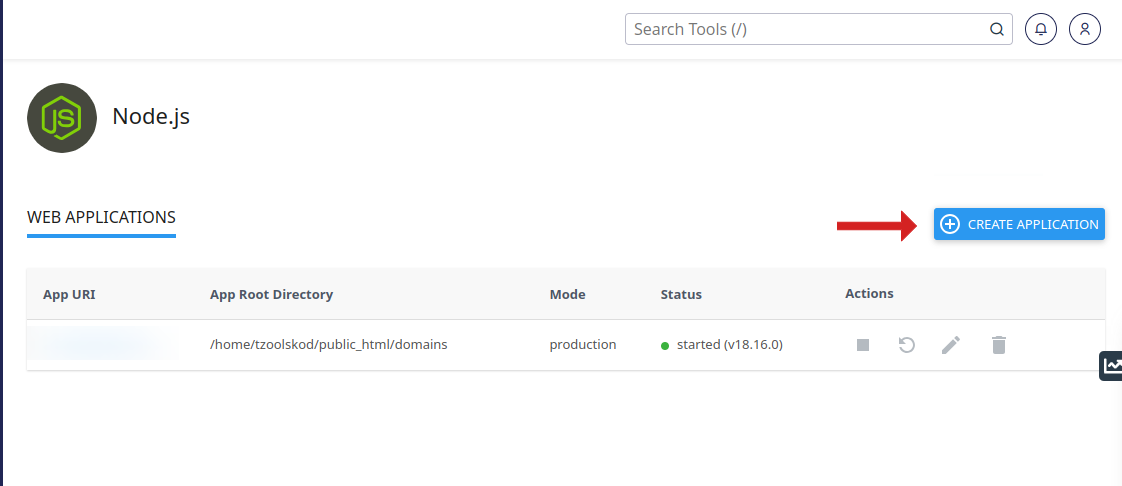 Search Tools (/)
JS
Node.js
WEB APPLICATIONS
CREATE APPLICATION
App URI App Root Directory Mode Status Actions
/home/tzoolskod/public_html/domains production started (v18.16.0)